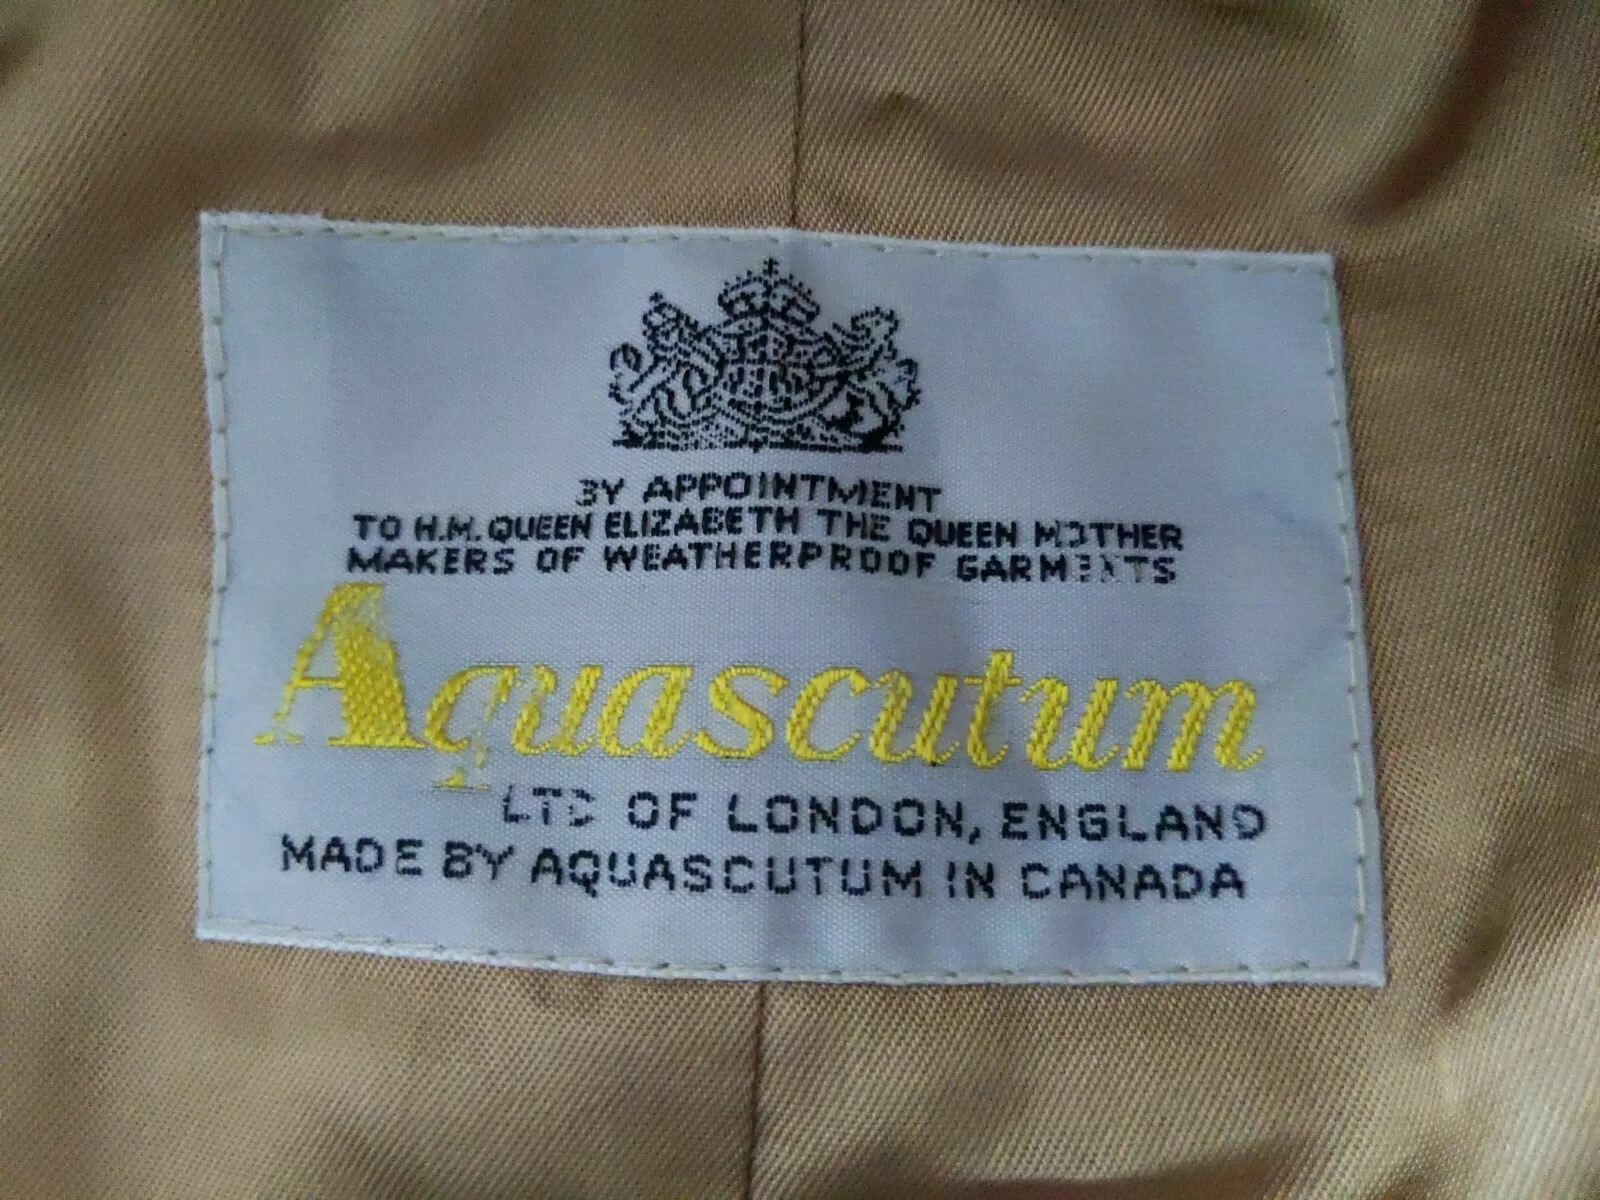 BY APPOINTMENT
TO H.M. QUEEN ELIZABETH THE QUEEN MOTHER
MAKERS OF WEATHERPROOF GARMENTS
Aquascutum
LTD OF LONDON, ENGLAND
MADE BY AQUASCUTUM IN CANADA